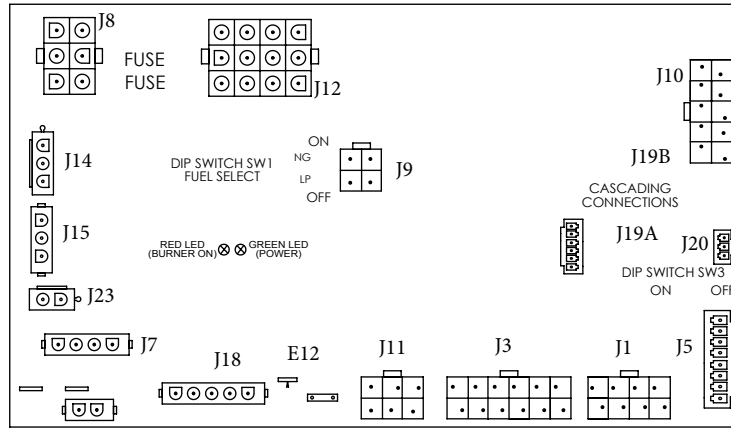 J8
FUSE
FUSE
J12
J10
J14
DIP SWITCH SW1
FUEL SELECT
ON
NG
LP
OFF
J9
J19B
CASCADING
CONNECTIONS
J15
RED LED
(BURNER ON)
GREEN LED
(POWER)
J19A
J20
DIP SWITCH SW3
ON OFF
J23
J7
J18
E12
J11
J3
J1
J5